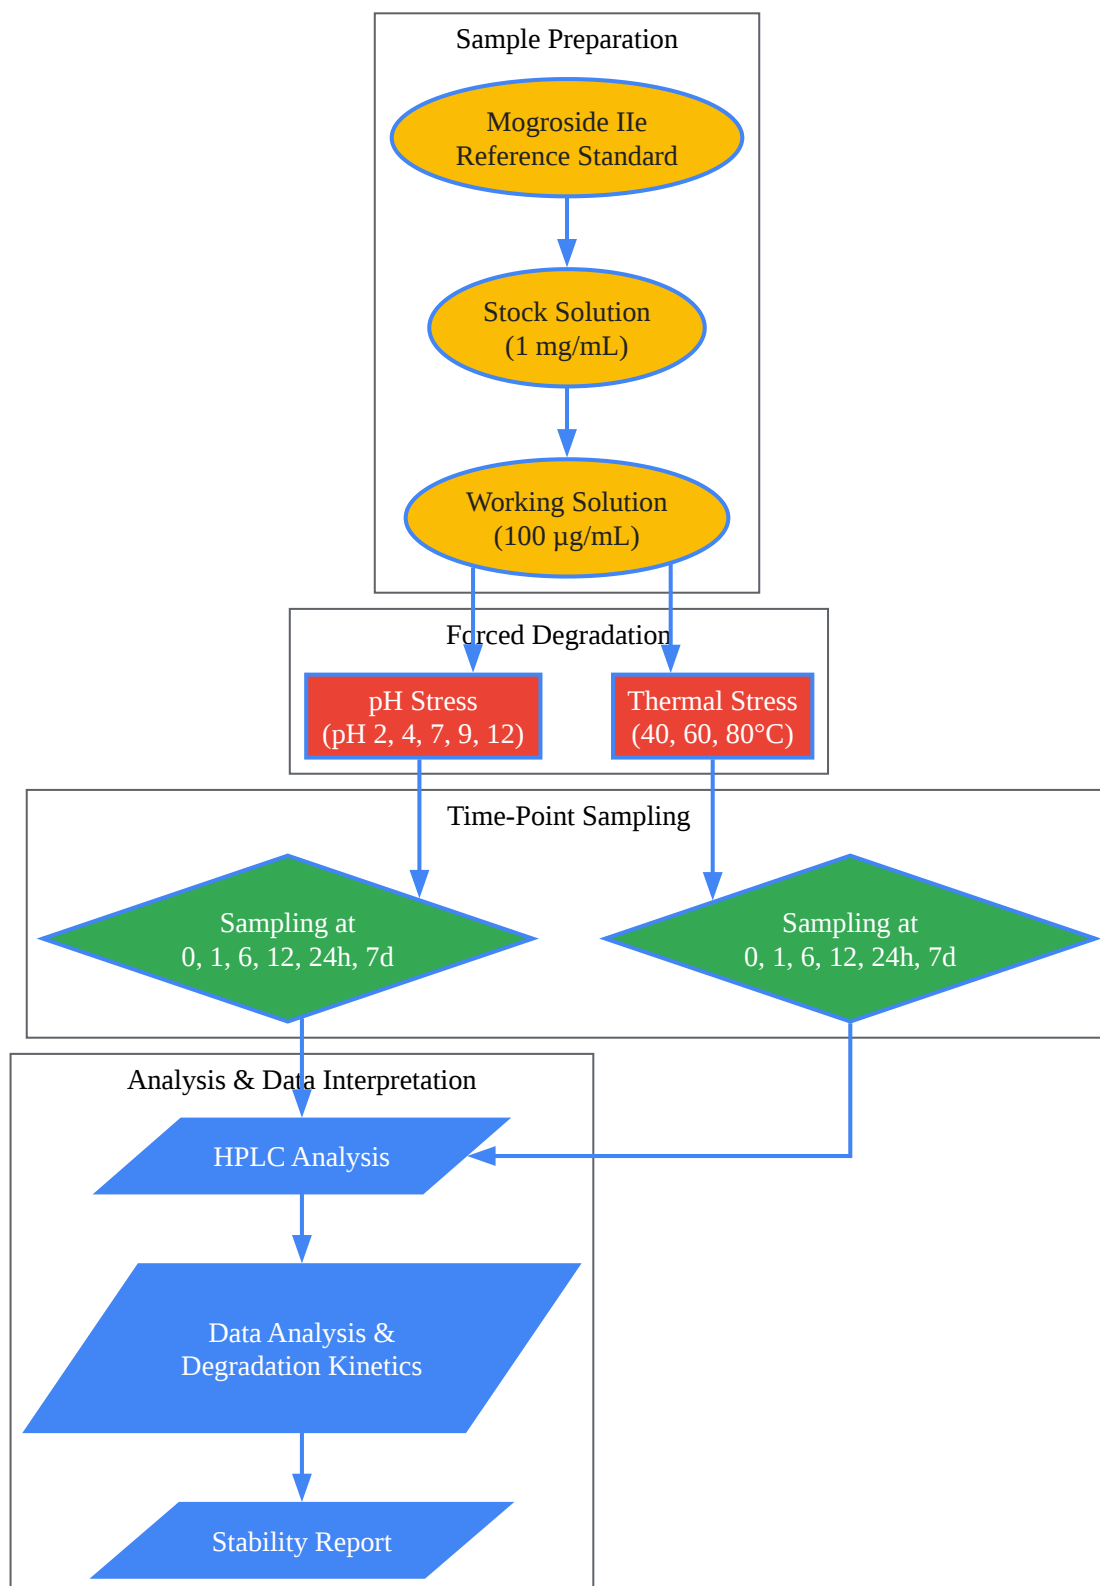 Sample Preparation
Mogroside IIe
Reference Standard
Stock Solution
(1 mg/mL)
Working Solution
(100 µg/mL)
Forced Degradation
pH Stress
(pH 2, 4, 7, 9, 12)
Thermal Stress
(40, 60, 80°C)
Time-Point Sampling
Sampling at
0, 1, 6, 12, 24h, 7d
Sampling at
0, 1, 6, 12, 24h, 7d
Analysis & Data Interpretation
HPLC Analysis
Data Analysis &
Degradation Kinetics
Stability Report